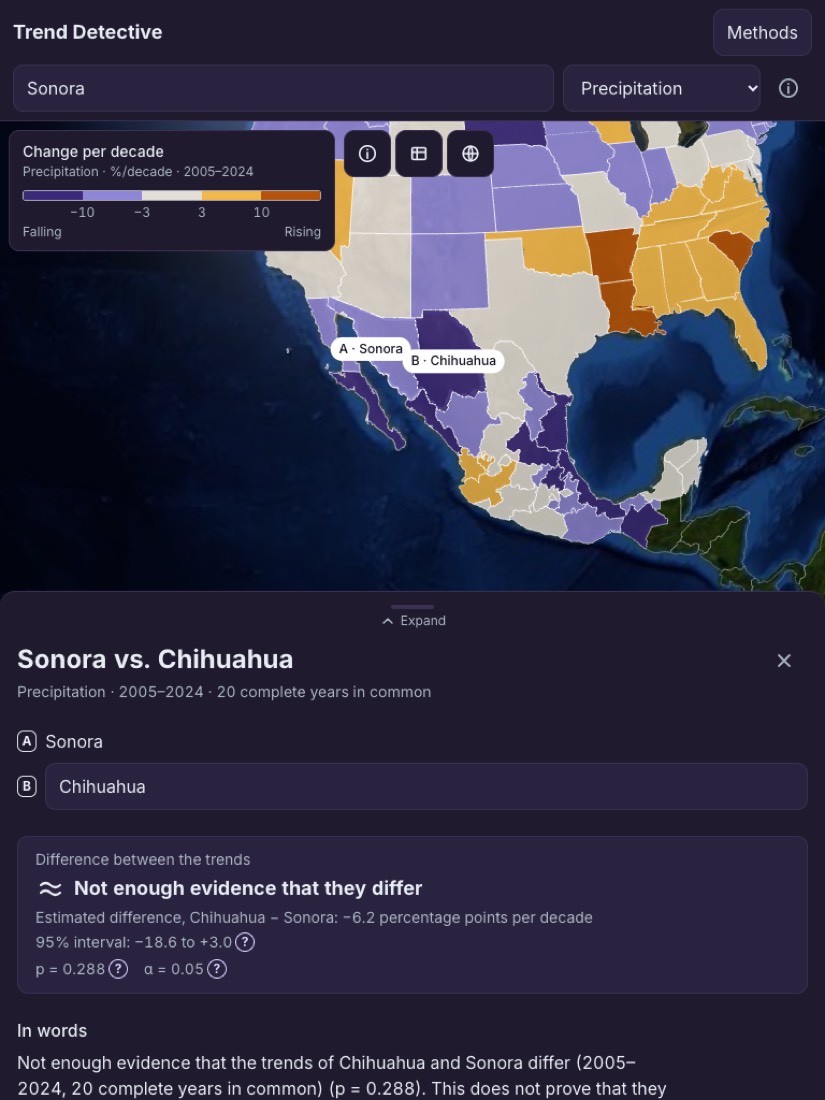 Trend Detective
Methods
Sonora
Precipitation
Change per decade
Precipitation · %/decade · 2005–2024
−10 −3 3 10
Falling Rising
A · Sonora
B · Chihuahua
Expand
Sonora vs. Chihuahua
Precipitation · 2005–2024 · 20 complete years in common
A Sonora
B Chihuahua
Difference between the trends
Not enough evidence that they differ
Estimated difference, Chihuahua − Sonora: −6.2 percentage points per decade
95% interval: −18.6 to +3.0 ?
p = 0.288 ? α = 0.05 ?
In words
Not enough evidence that the trends of Chihuahua and Sonora differ (2005–
2024, 20 complete years in common) (p = 0.288). This does not prove that they